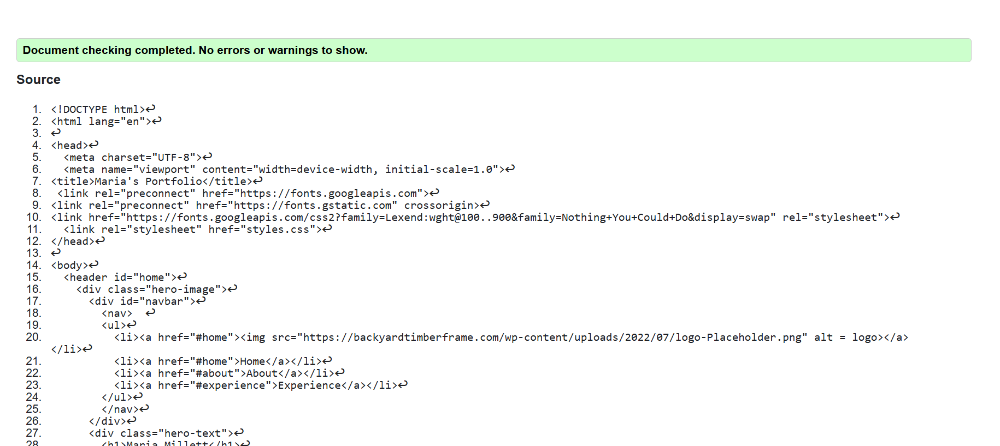 Document checking completed. No errors or warnings to show.
Source
1. <!DOCTYPE html>↩
2. <html lang="en">↩
3. ↩
4. <head>↩
5.   <meta charset="UTF-8">↩
6.   <meta name="viewport" content="width=device-width, initial-scale=1.0">↩
7. <title>Maria's Portfolio</title>↩
8.  <link rel="preconnect" href="https://fonts.googleapis.com">↩
9. <link rel="preconnect" href="https://fonts.gstatic.com" crossorigin>↩
10. <link href="https://fonts.googleapis.com/css2?family=Lexend:wght@100..900&family=Nothing+You+Could+Do&display=swap" rel="stylesheet">↩
11.   <link rel="stylesheet" href="styles.css">↩
12. </head>↩
13. ↩
14. <body>↩
15.   <header id="home">↩
16.     <div class="hero-image">↩
17.       <div id="navbar">↩
18.         <nav>  ↩
19.         <ul>↩
20.           <li><a href="#home"><img src="https://backyardtimberframe.com/wp-content/uploads/2022/07/logo-Placeholder.png" alt = logo></a>
</li>↩
21.           <li><a href="#home">Home</a></li>↩
22.           <li><a href="#about">About</a></li>↩
23.           <li><a href="#experience">Experience</a></li>↩
24.         </ul>↩
25.         </nav>↩
26.       </div>↩
27.       <div class="hero-text">↩
28.         <h1>Maria Millett</h1>↩